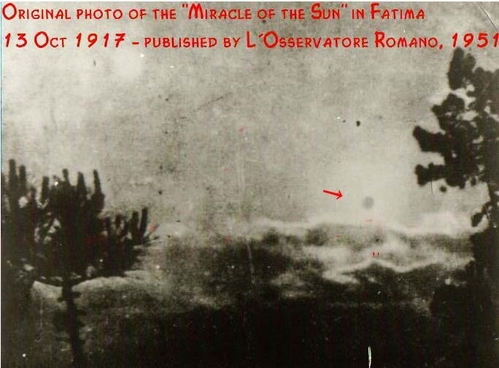 Original photo of the "Miracle of the Sun" in Fatima
13 Oct 1917 - published by L'Osservatore Romano, 1951